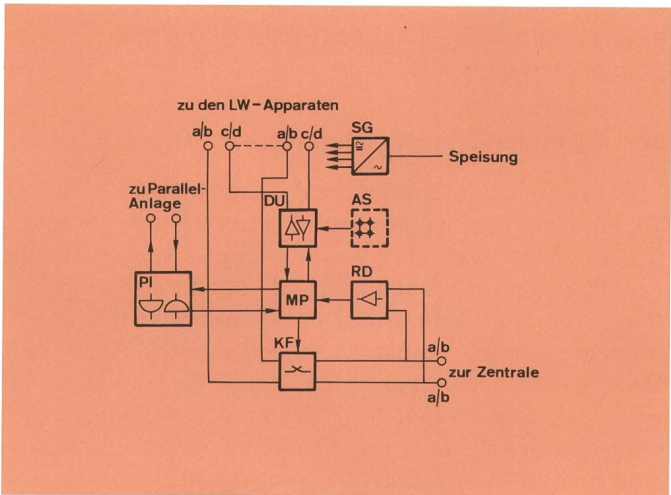 zu den LW-Apparaten
a/b c/d a/b c/d SG
Speisung
zu Parallel-
Anlage
DU AS
PI MP RD
KF
a/b
zur Zentrale
a/b